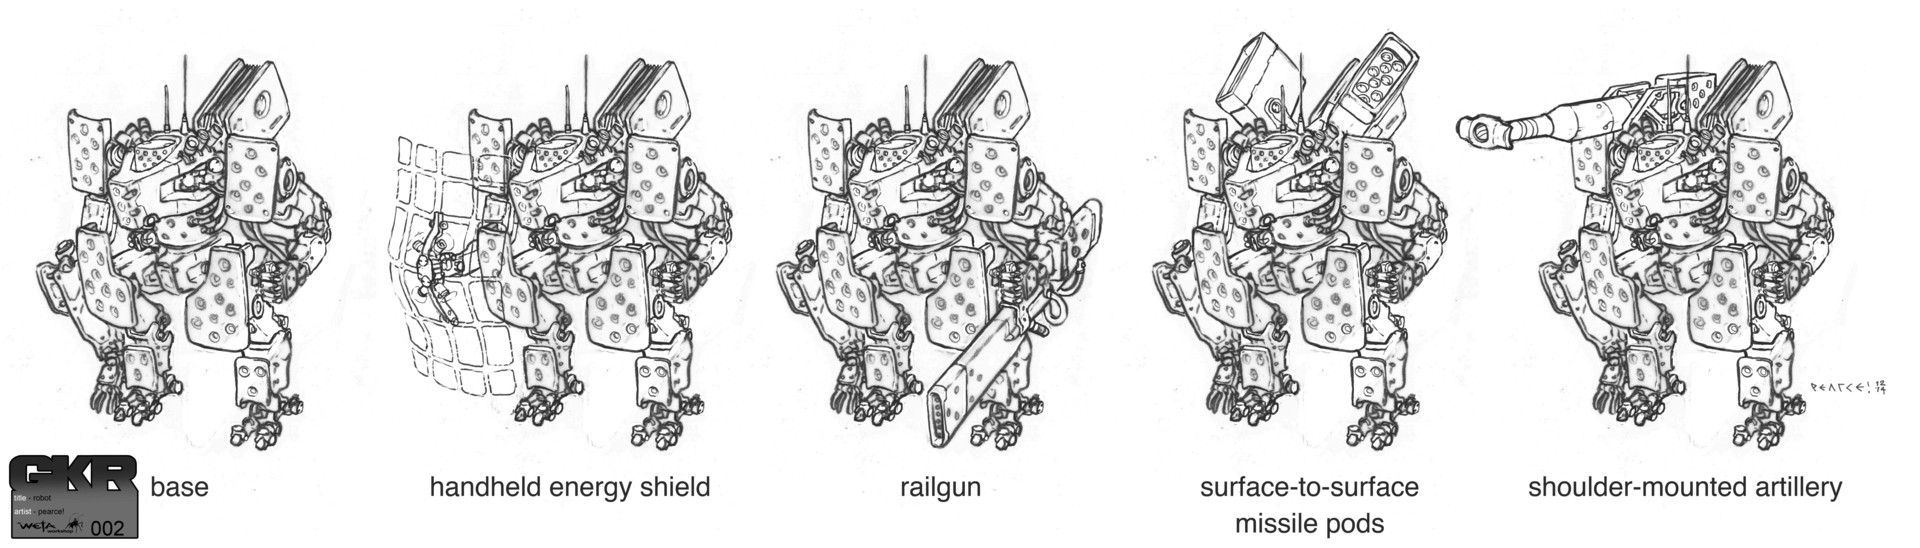 PEARCE! 12
14
GKR
title - robot
artist - pearce!
WETA
002
base
handheld energy shield
railgun
surface-to-surface
missile pods
shoulder-mounted artillery